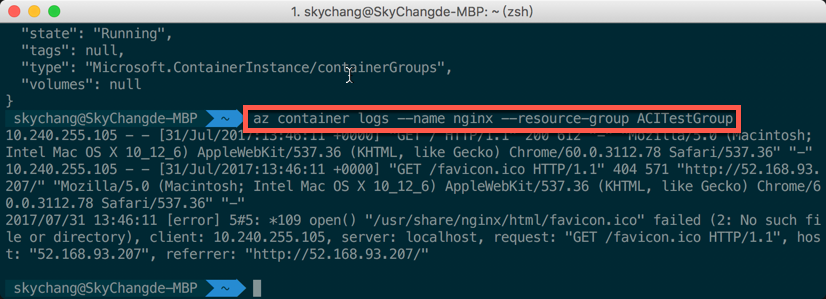 1. skychang@SkyChangde-MBP: ~ (zsh)
"state": "Running",
"tags": null,
"type": "Microsoft.ContainerInstance/containerGroups",
"volumes": null
}
skychang@SkyChangde-MBP ~ az container logs --name nginx --resource-group ACITestGroup
10.240.255.105 - - [31/Jul/2017:13:46:11 +0000] "GET / HTTP/1.1" 200 612 "-" "Mozilla/5.0 (Macintosh;
Intel Mac OS X 10_12_6) AppleWebKit/537.36 (KHTML, like Gecko) Chrome/60.0.3112.78 Safari/537.36" "-"
10.240.255.105 - - [31/Jul/2017:13:46:11 +0000] "GET /favicon.ico HTTP/1.1" 404 571 "http://52.168.93.
207/" "Mozilla/5.0 (Macintosh; Intel Mac OS X 10_12_6) AppleWebKit/537.36 (KHTML, like Gecko) Chrome/6
0.0.3112.78 Safari/537.36" "-"
2017/07/31 13:46:11 [error] 5#5: *109 open() "/usr/share/nginx/html/favicon.ico" failed (2: No such fi
le or directory), client: 10.240.255.105, server: localhost, request: "GET /favicon.ico HTTP/1.1", hos
t: "52.168.93.207", referrer: "http://52.168.93.207/"
skychang@SkyChangde-MBP ~